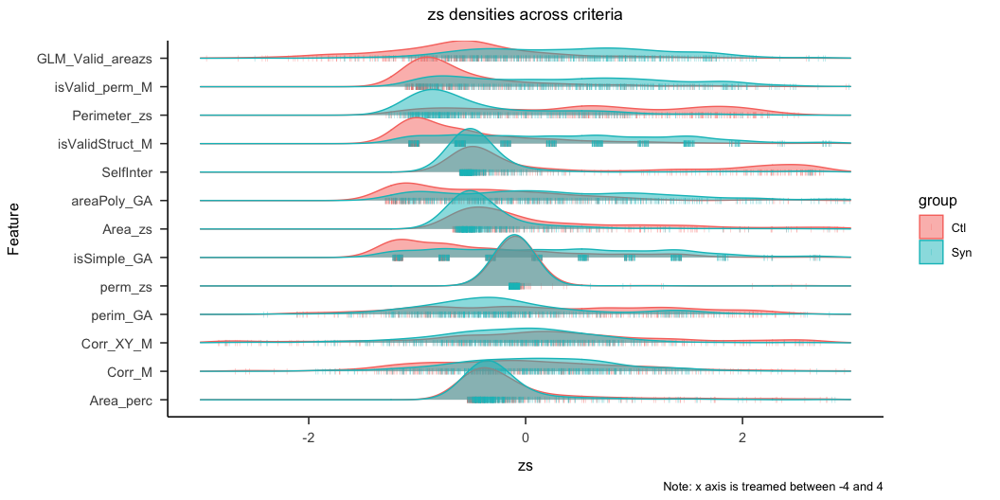 zs densities across criteria
GLM_Valid_areazs
isValid_perm_M
Perimeter_zs
isValidStruct_M
SelfInter
areaPoly_GA
Area_zs
isSimple_GA
perm_zs
perim_GA
Corr_XY_M
Corr_M
Area_perc
Feature
-2 0 2
zs
group
Ctl
Syn
Note: x axis is treamed between -4 and 4